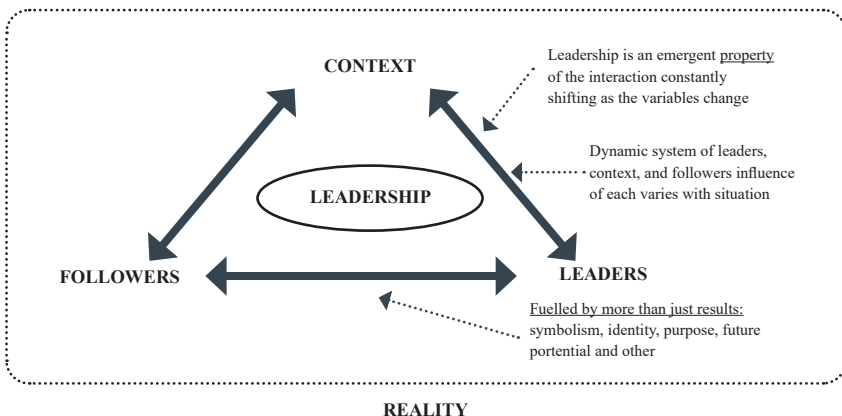 CONTEXT
Leadership is an emergent property
of the interaction constantly
shifting as the variables change
Dynamic system of leaders,
context, and followers influence
of each varies with situation
LEADERSHIP
FOLLOWERS
LEADERS
Fuelled by more than just results:
symbolism, identity, purpose, future
portential and other
REALITY